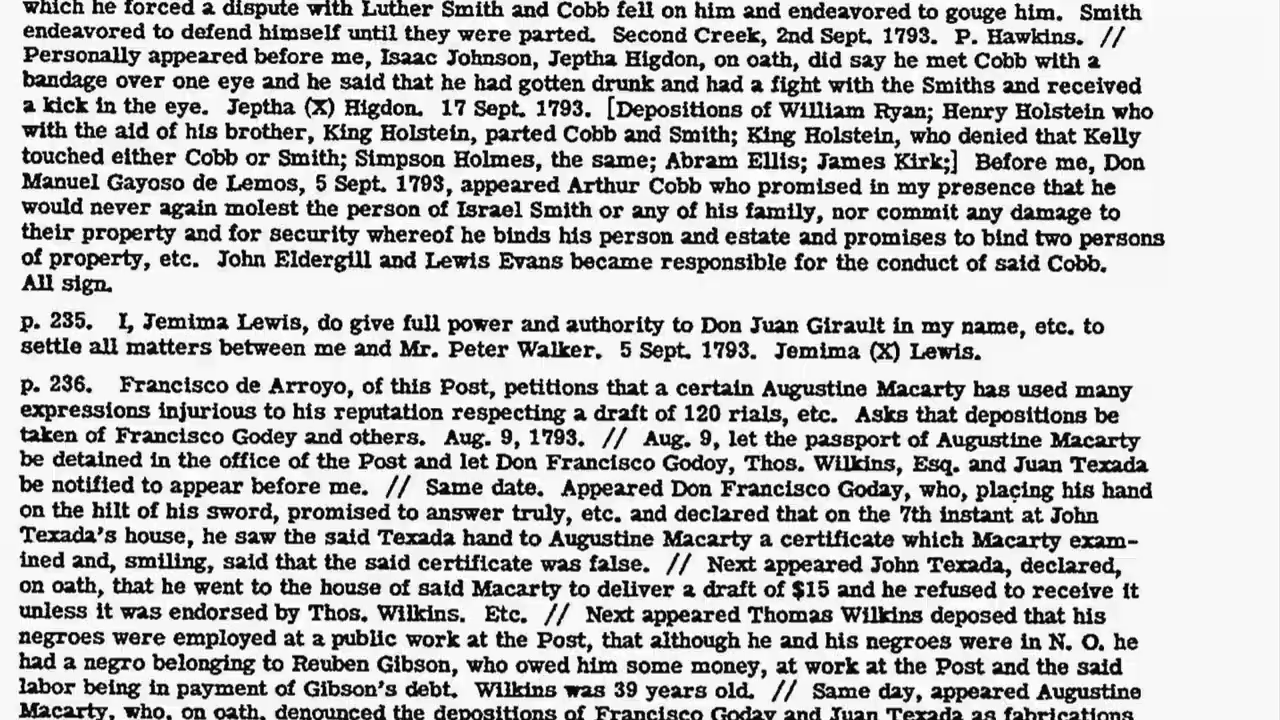 which he forced a dispute with Luther Smith and Cobb fell on him and endeavored to gouge him. Smith
endeavored to defend himself until they were parted. Second Creek, 2nd Sept. 1793. P. Hawkins. //
Personally appeared before me, Isaac Johnson, Jeptha Higdon, on oath, did say he met Cobb with a
bandage over one eye and he said that he had gotten drunk and had a fight with the Smiths and received
a kick in the eye. Jeptha (X) Higdon. 17 Sept. 1793. [Depositions of William Ryan; Henry Holstein who
with the aid of his brother, King Holstein, parted Cobb and Smith; King Holstein, who denied that Kelly
touched either Cobb or Smith; Simpson Holmes, the same; Abram Ellis; James Kirk;] Before me, Don
Manuel Gayoso de Lemos, 5 Sept. 1793, appeared Arthur Cobb who promised in my presence that he
would never again molest the person of Israel Smith or any of his family, nor commit any damage to
their property and for security whereof he binds his person and estate and promises to bind two persons
of property, etc. John Eldergill and Lewis Evans became responsible for the conduct of said Cobb.
All sign.
p. 235. I, Jemima Lewis, do give full power and authority to Don Juan Girault in my name, etc. to
settle all matters between me and Mr. Peter Walker. 5 Sept. 1793. Jemima (X) Lewis.
p. 236. Francisco de Arroyo, of this Post, petitions that a certain Augustine Macarty has used many
expressions injurious to his reputation respecting a draft of 120 rials, etc. Asks that depositions be
taken of Francisco Godey and others. Aug. 9, 1793. // Aug. 9, let the passport of Augustine Macarty
be detained in the office of the Post and let Don Francisco Godoy, Thos. Wilkins, Esq. and Juan Texada
be notified to appear before me. // Same date. Appeared Don Francisco Goday, who, placing his hand
on the hilt of his sword, promised to answer truly, etc. and declared that on the 7th instant at John
Texada's house, he saw the said Texada hand to Augustine Macarty a certificate which Macarty exam-
ined and, smiling, said that the said certificate was false. // Next appeared John Texada, declared,
on oath, that he went to the house of said Macarty to deliver a draft of $15 and he refused to receive it
unless it was endorsed by Thos. Wilkins. Etc. // Next appeared Thomas Wilkins deposed that his
negroes were employed at a public work at the Post, that although he and his negroes were in N. O. he
had a negro belonging to Reuben Gibson, who owed him some money, at work at the Post and the said
labor being in payment of Gibson's debt. Wilkins was 39 years old. // Same day, appeared Augustine
Macarty, who, on oath, denounced the depositions of Francisco Goday and Juan Texada as fabrications